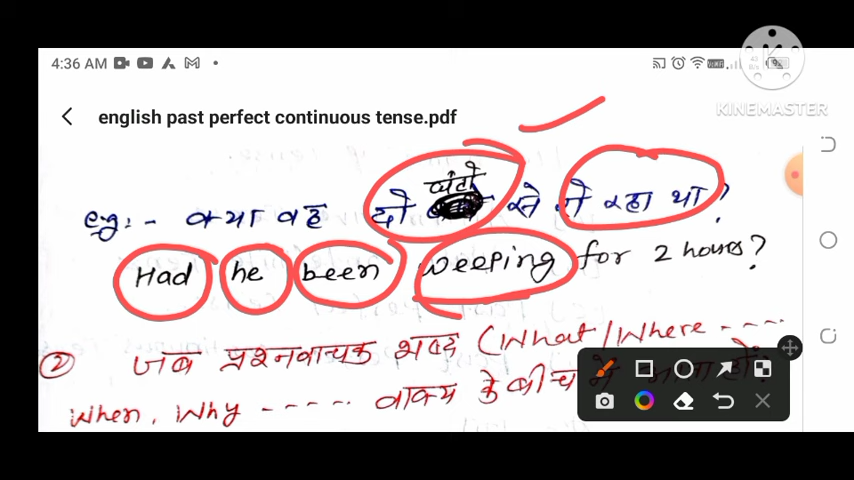 4:36 AM
KINEMASTER
english past perfect continuous tense.pdf
घंटो
eg:- क्या वह दो से रो रहा था?
Had he been weeping for 2 hours?
② जब प्रश्नवाचक शब्द (What/Where ----
When, Why ----- वाक्य के बीच में